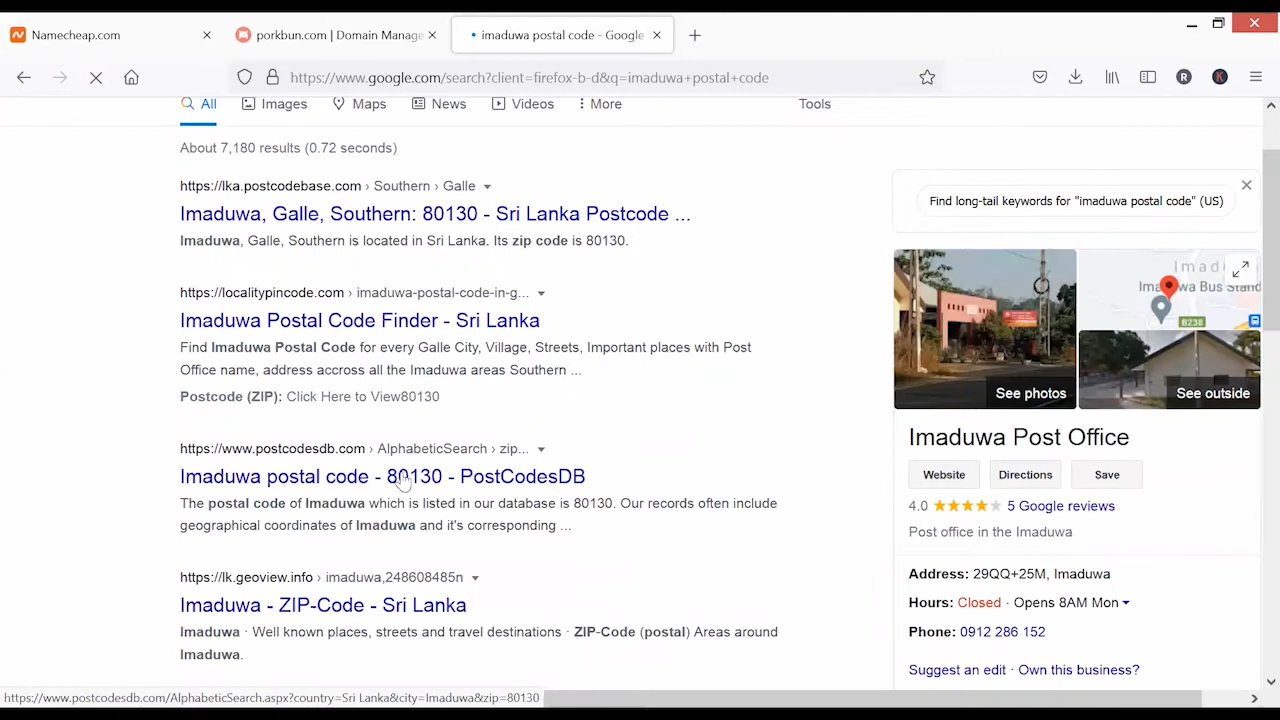 Namecheap.com
porkbun.com | Domain Manage
imaduwa postal code - Google
https://www.google.com/search?client=firefox-b-d&q=imaduwa+postal+code
R
K
All
Images
Maps
News
Videos
More
Tools
About 7,180 results (0.72 seconds)
https://lka.postcodebase.com › Southern › Galle
Imaduwa, Galle, Southern: 80130 - Sri Lanka Postcode ...
Imaduwa, Galle, Southern is located in Sri Lanka. Its zip code is 80130.
https://localitypincode.com › imaduwa-postal-code-in-g...
Imaduwa Postal Code Finder - Sri Lanka
Find Imaduwa Postal Code for every Galle City, Village, Streets, Important places with Post
Office name, address accross all the Imaduwa areas Southern ...
Postcode (ZIP): Click Here to View80130
https://www.postcodesdb.com › AlphabeticSearch › zip...
Imaduwa postal code - 80130 - PostCodesDB
The postal code of Imaduwa which is listed in our database is 80130. Our records often include
geographical coordinates of Imaduwa and it's corresponding ...
https://lk.geoview.info › imaduwa,248608485n
Imaduwa - ZIP-Code - Sri Lanka
Imaduwa · Well known places, streets and travel destinations · ZIP-Code (postal) Areas around
Imaduwa.
Find long-tail keywords for "imaduwa postal code" (US)
Imadu
Imaduwa Bus Stand
B238
See photos
See outside
Imaduwa Post Office
Website
Directions
Save
4.0 5 Google reviews
Post office in the Imaduwa
Address: 29QQ+25M, Imaduwa
Hours: Closed · Opens 8AM Mon
Phone: 0912 286 152
Suggest an edit · Own this business?
https://www.postcodesdb.com/AlphabeticSearch.aspx?country=Sri Lanka&city=Imaduwa&zip=80130